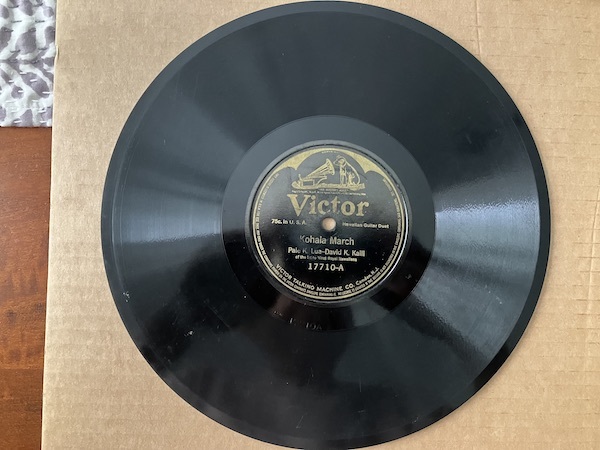 Victor
75c. in U. S. A.
Hawaiian Guitar Duet
Kohala March
Pale K. Lua-David K. Kaili
of the Irene West Royal Hawaiians
17710-A
VICTOR TALKING MACHINE CO. Camden, N.J.